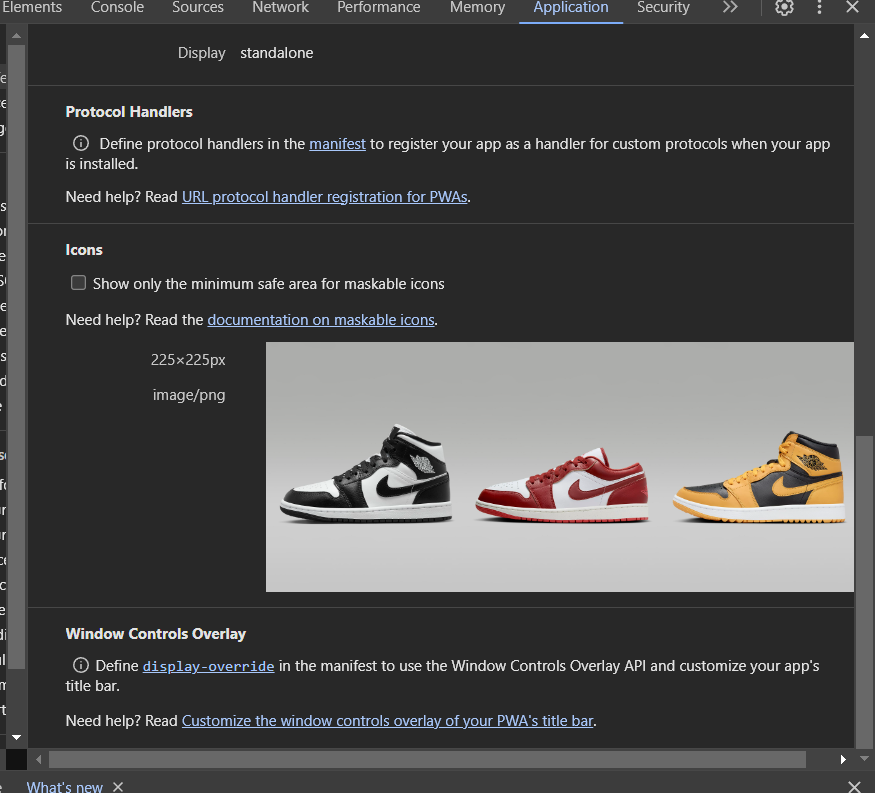 Elements Console Sources Network Performance Memory Application Security
Display standalone
Protocol Handlers
Define protocol handlers in the manifest to register your app as a handler for custom protocols when your app
is installed.
Need help? Read URL protocol handler registration for PWAs.
Icons
Show only the minimum safe area for maskable icons
Need help? Read the documentation on maskable icons.
225×225px
image/png
Window Controls Overlay
Define display-override in the manifest to use the Window Controls Overlay API and customize your app's
title bar.
Need help? Read Customize the window controls overlay of your PWA's title bar.
What's new